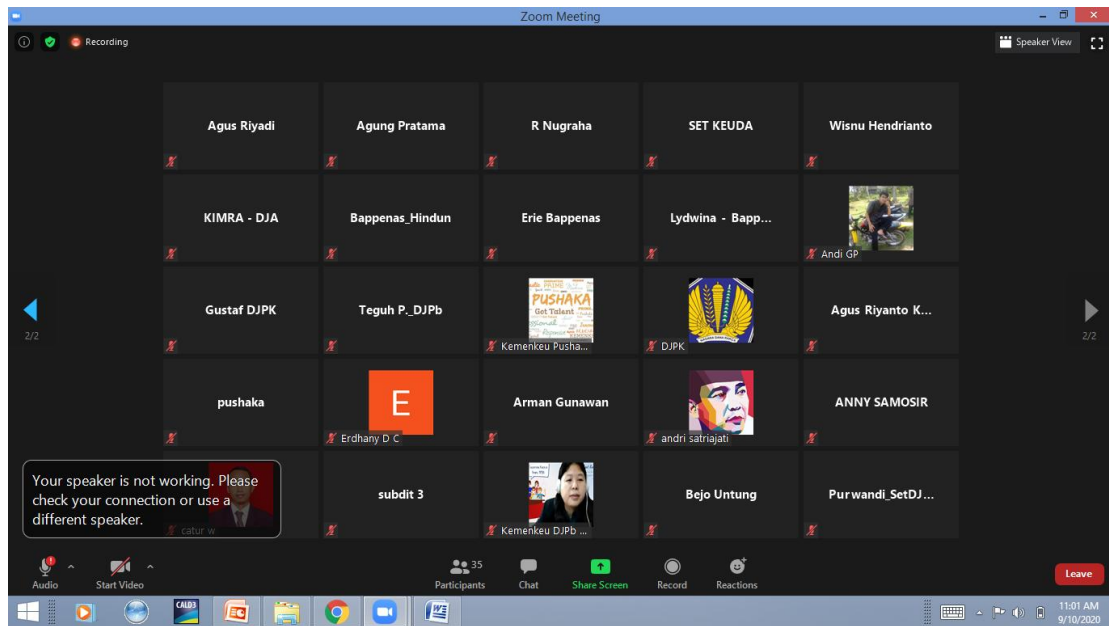 Zoom Meeting
Recording
Speaker View
Agus Riyadi
Agung Pratama
R Nugraha
SET KEUDA
Wisnu Hendrianto
KIMRA - DJA
Bappenas_Hindun
Erie Bappenas
Lydwina - Bapp...
Andi GP
2/2
Gustaf DJPK
Teguh P._DJPb
PUSHAKA
Got Talent
Kemenkeu Pusha...
DJPK
Agus Riyanto K...
2/2
pushaka
E
Erdhany D C
Arman Gunawan
andri satriajati
ANNY SAMOSIR
Your speaker is not working. Please
check your connection or use a
different speaker.
catur w
subdit 3
Kemenkeu DJPb ...
Bejo Untung
Purwandi_SetDJ...
Audio
Start Video
35
Participants
Chat
Share Screen
Record
Reactions
Leave
CALD3
11:01 AM
9/10/2020